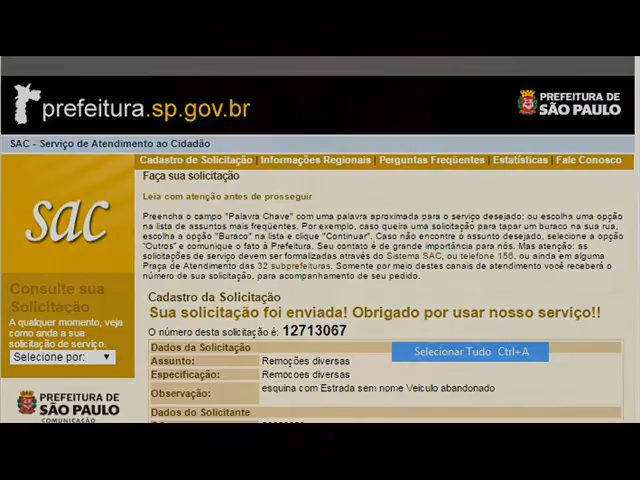 prefeitura.sp.gov.br
PREFEITURA DE
SÃO PAULO
SAC - Serviço de Atendimento ao Cidadão
Cadastro de Solicitação | Informações Regionais | Perguntas Freqüentes | Estatísticas | Fale Conosco
Faça sua solicitação
Leia com atenção antes de prosseguir
Preencha o campo "Palavra Chave" com uma palavra aproximada para o serviço desejado; ou escolha uma opção
na lista de assuntos mais freqüentes. Por exemplo, caso queira uma solicitação para tapar um buraco na sua rua,
escolha a opção "Buraco" na lista e clique "Continuar". Caso não encontre o assunto desejado, selecione a opção
"Outros" e comunique o fato à Prefeitura. Seu contato é de grande importância para nós. Mas atenção: as
solicitações de serviço devem ser formalizadas através do Sistema SAC, ou telefone 156, ou ainda em alguma
Praça de Atendimento das 32 subprefeituras. Somente por meio destes canais de atendimento você receberá o
número de sua solicitação, para acompanhamento de seu pedido.
sac
Consulte sua
Solicitação
A qualquer momento, veja
como anda a sua
solicitação de serviço.
Selecione por:
Cadastro da Solicitação
Sua solicitação foi enviada! Obrigado por usar nosso serviço!!
O número desta solicitação é: 12713067
Dados da Solicitação
Selecionar Tudo Ctrl+A
Assunto: Remoções diversas
Especificação: Remocoes diversas
Observação: esquina com Estrada sem nome Veículo abandonado
Dados do Solicitante
PREFEITURA DE
SÃO PAULO
COMUNICAÇÃO